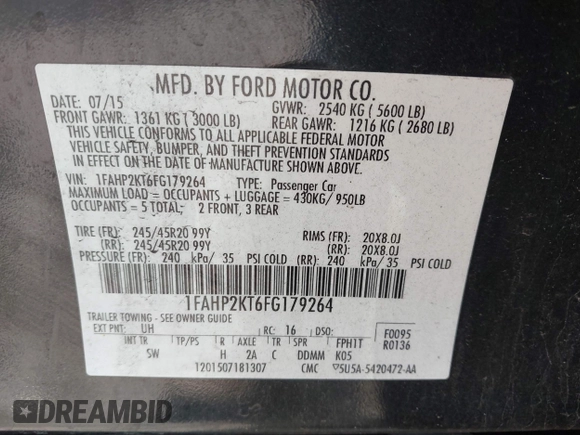 MFD. BY FORD MOTOR CO.
DATE: 07/15 GVWR: 2540 KG ( 5600 LB)
FRONT GAWR: 1361 KG ( 3000 LB) REAR GAWR: 1216 KG ( 2680 LB)
THIS VEHICLE CONFORMS TO ALL APPLICABLE FEDERAL MOTOR
VEHICLE SAFETY, BUMPER, AND THEFT PREVENTION STANDARDS
IN EFFECT ON THE DATE OF MANUFACTURE SHOWN ABOVE.
VIN: 1FAHP2KT6FG179264 TYPE: Passenger Car
MAXIMUM LOAD = OCCUPANTS + LUGGAGE = 430KG/ 950LB
OCCUPANTS = 5 TOTAL: 2 FRONT, 3 REAR
TIRE (FR): 245/45R20 99Y RIMS (FR): 20X8.0J
(RR): 245/45R20 99Y (RR): 20X8.0J
PRESSURE (FR): 240 kPa/ 35 PSI COLD (RR): 240 kPa/ 35 PSI COLD
1FAHP2KT6FG179264
TRAILER TOWING - SEE OWNER GUIDE
EXT PNT: UH RC: 16 DSO: F0095
INT TR TP/PS R AXLE TR SPR FPH1T R0136
SW H 2A C DDMM K05
1201507181307 CMC ▽5U5A-5420472-AA
DREAMBID